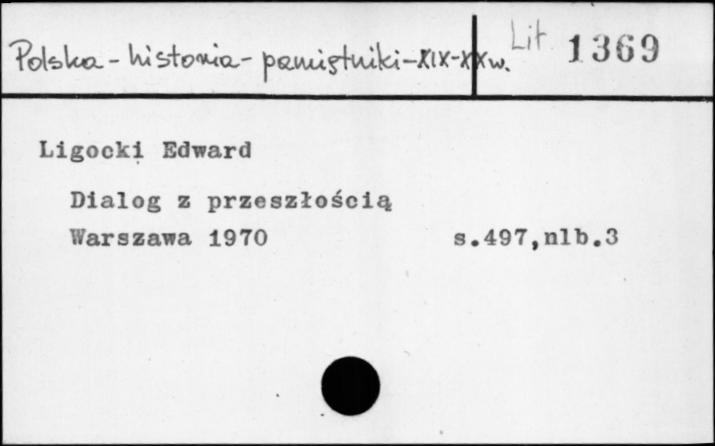 Polska - historia - pamiętniki - XIX-XX w.
Lit 1369
Ligocki Edward
Dialog z przeszłością
Warszawa 1970 s.497,nlb.3